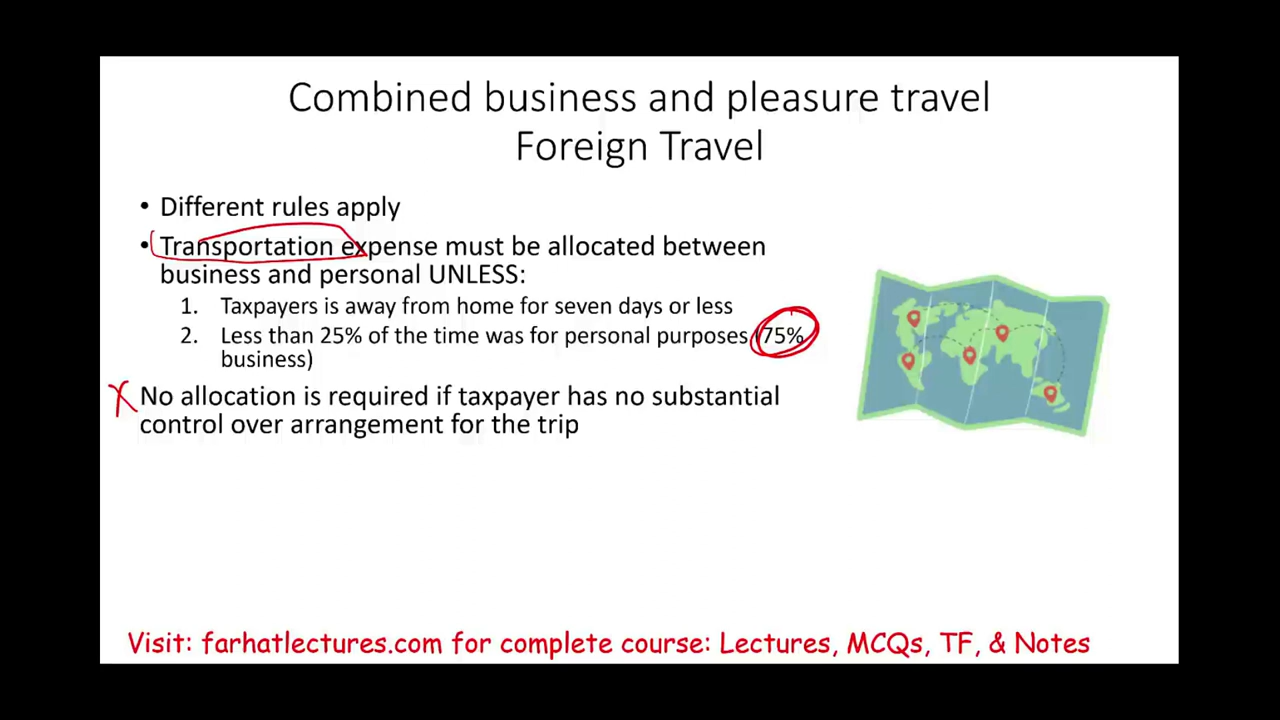 Combined business and pleasure travel
Foreign Travel
• Different rules apply
• Transportation expense must be allocated between
business and personal UNLESS:
1. Taxpayers is away from home for seven days or less
2. Less than 25% of the time was for personal purposes (75%
business)
No allocation is required if taxpayer has no substantial
control over arrangement for the trip
Visit: farhatlectures.com for complete course: Lectures, MCQs, TF, & Notes